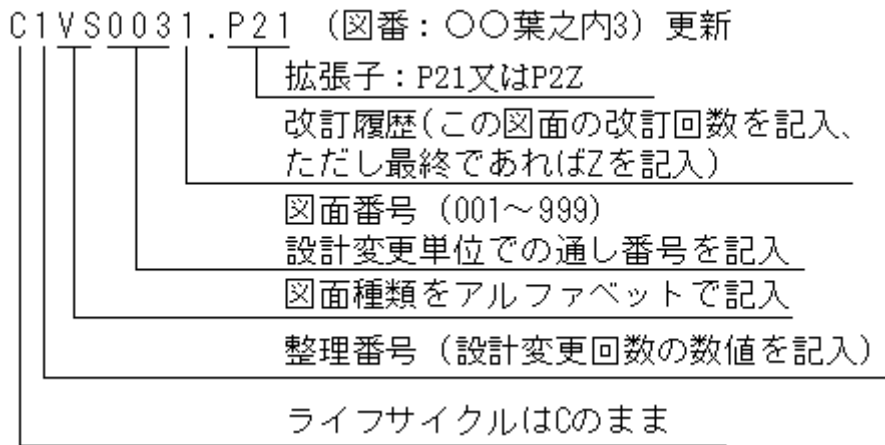 C1VS0031.P21 (図番：〇〇葉之内3) 更新
拡張子：P21又はP2Z
改訂履歴(この図面の改訂回数を記入、
ただし最終であればZを記入)
図面番号 (001～999)
設計変更単位での通し番号を記入
図面種類をアルファベットで記入
整理番号 (設計変更回数の数値を記入)
ライフサイクルはCのまま